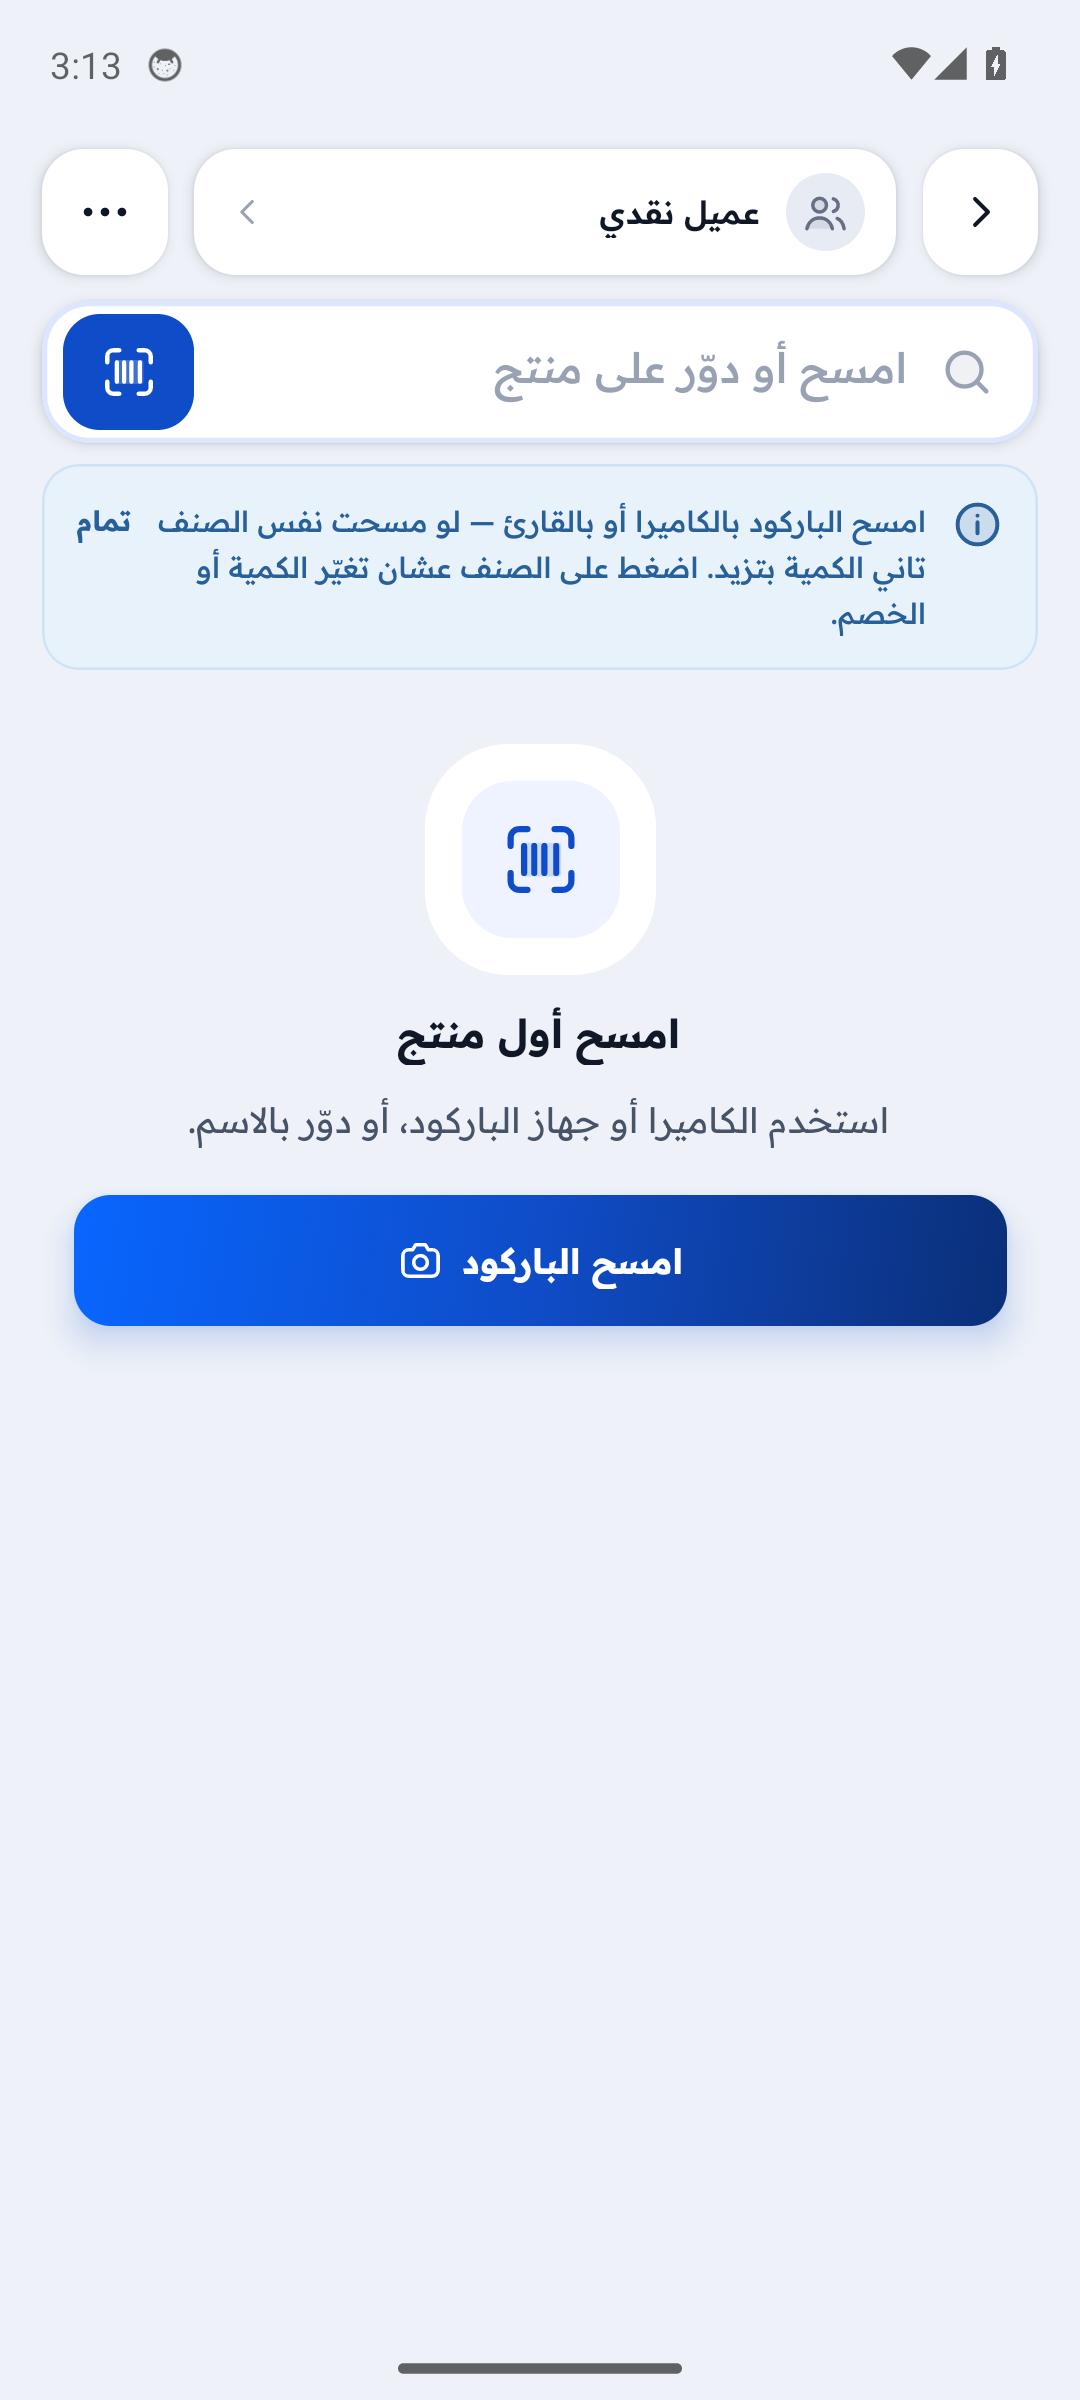 3:13
عميل نقدي
امسح أو دوّر على منتج
امسح الباركود بالكاميرا أو بالقارئ — لو مسحت نفس الصنف تمام
تاني الكمية بتزيد. اضغط على الصنف عشان تغيّر الكمية أو
الخصم.
امسح أول منتج
استخدم الكاميرا أو جهاز الباركود، أو دوّر بالاسم.
امسح الباركود